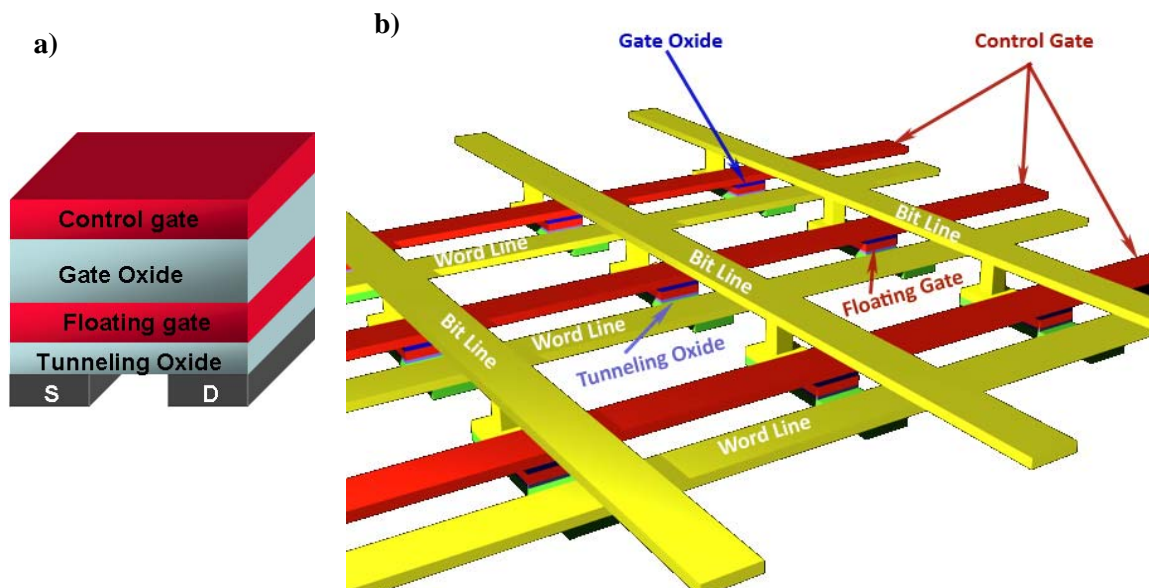 a)
Control gate
Gate Oxide
Floating gate
Tunneling Oxide
S
D
b)
Gate Oxide
Control Gate
Bit Line
Word Line
Bit Line
Floating Gate
Word Line
Tunneling Oxide
Bit Line
Word Line